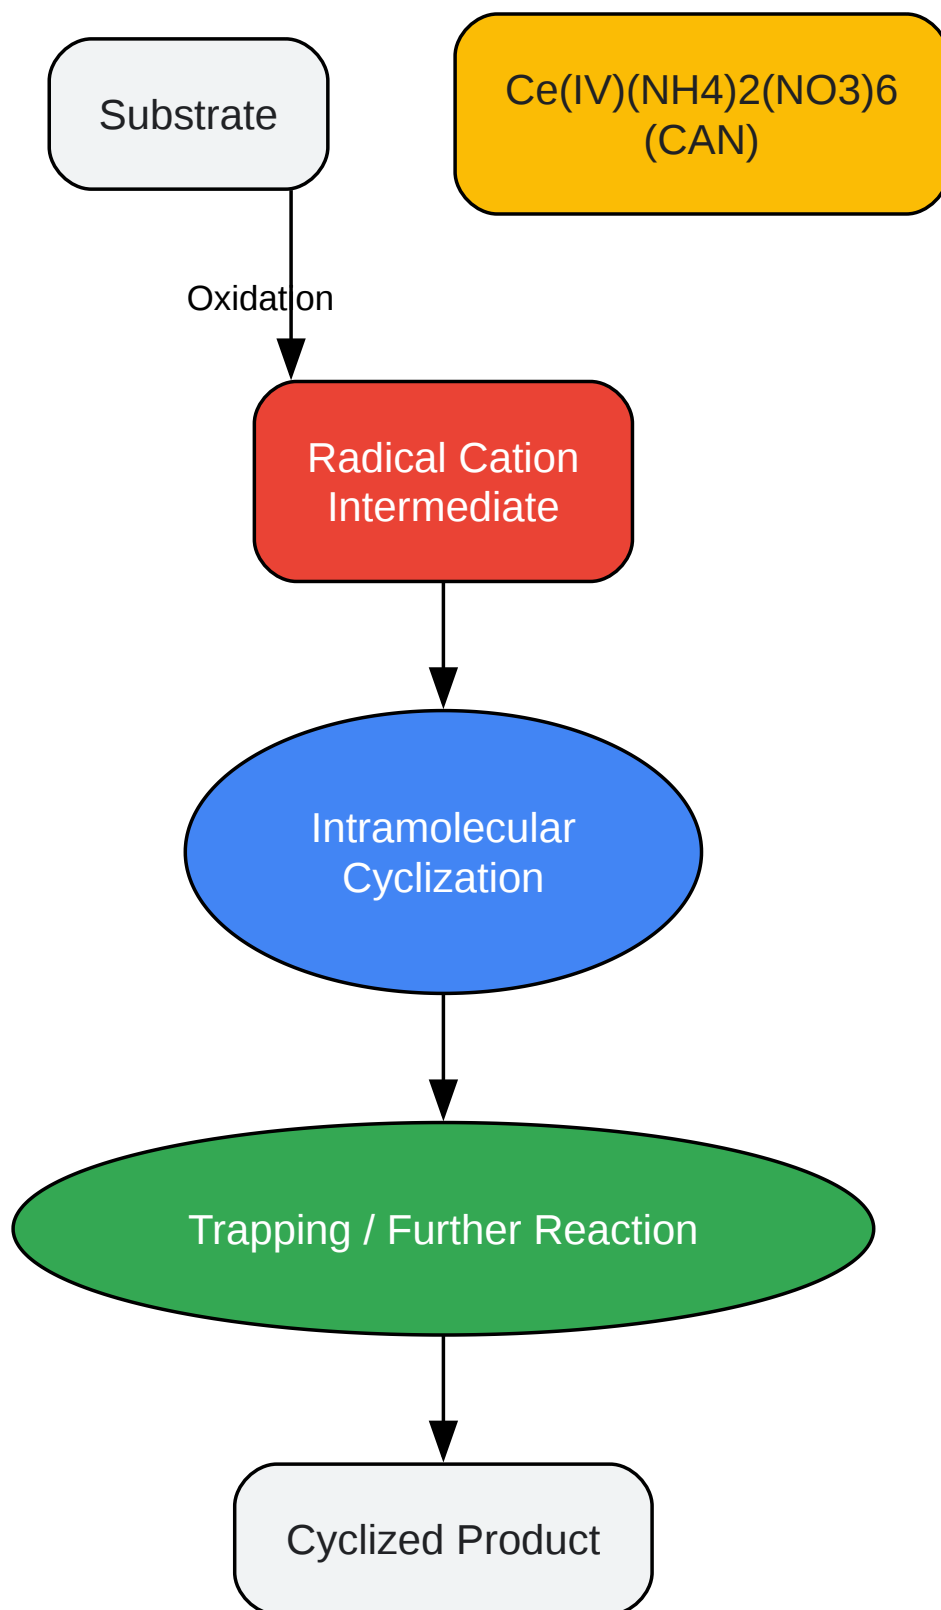 Substrate
Ce(IV)(NH4)2(NO3)6
(CAN)
Oxidation
Radical Cation
Intermediate
Intramolecular
Cyclization
Trapping / Further Reaction
Cyclized Product